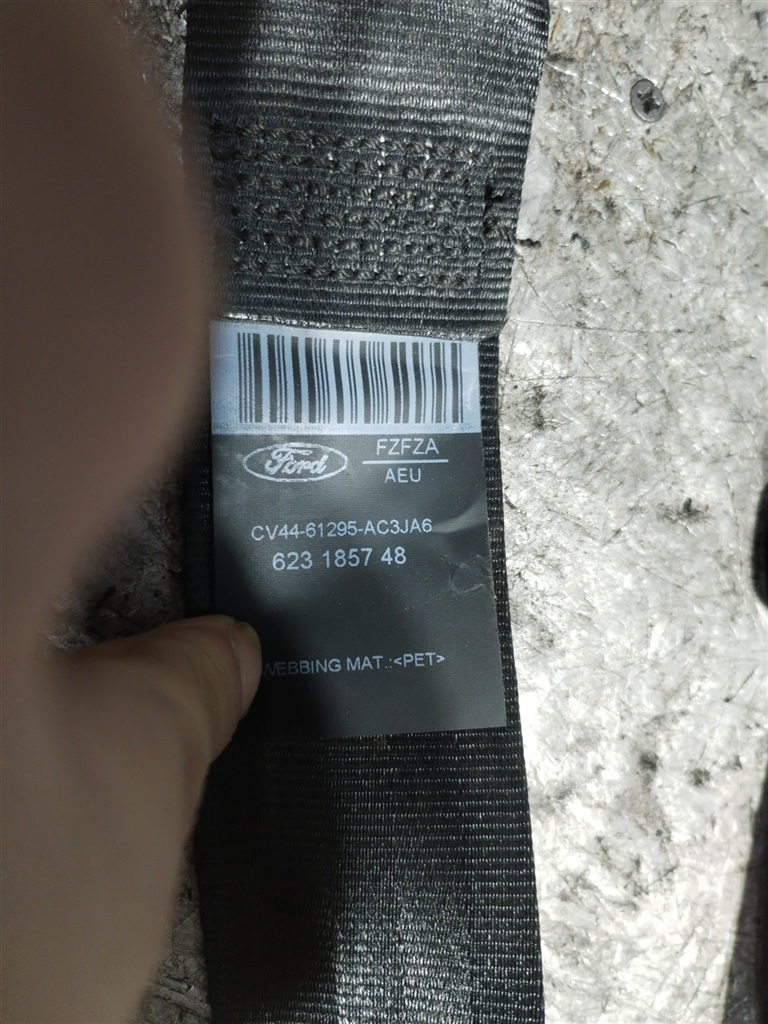 Ford
FZFZA
AEU
CV44-61295-AC3JA6
623 1857 48
WEBBING MAT.:<PET>